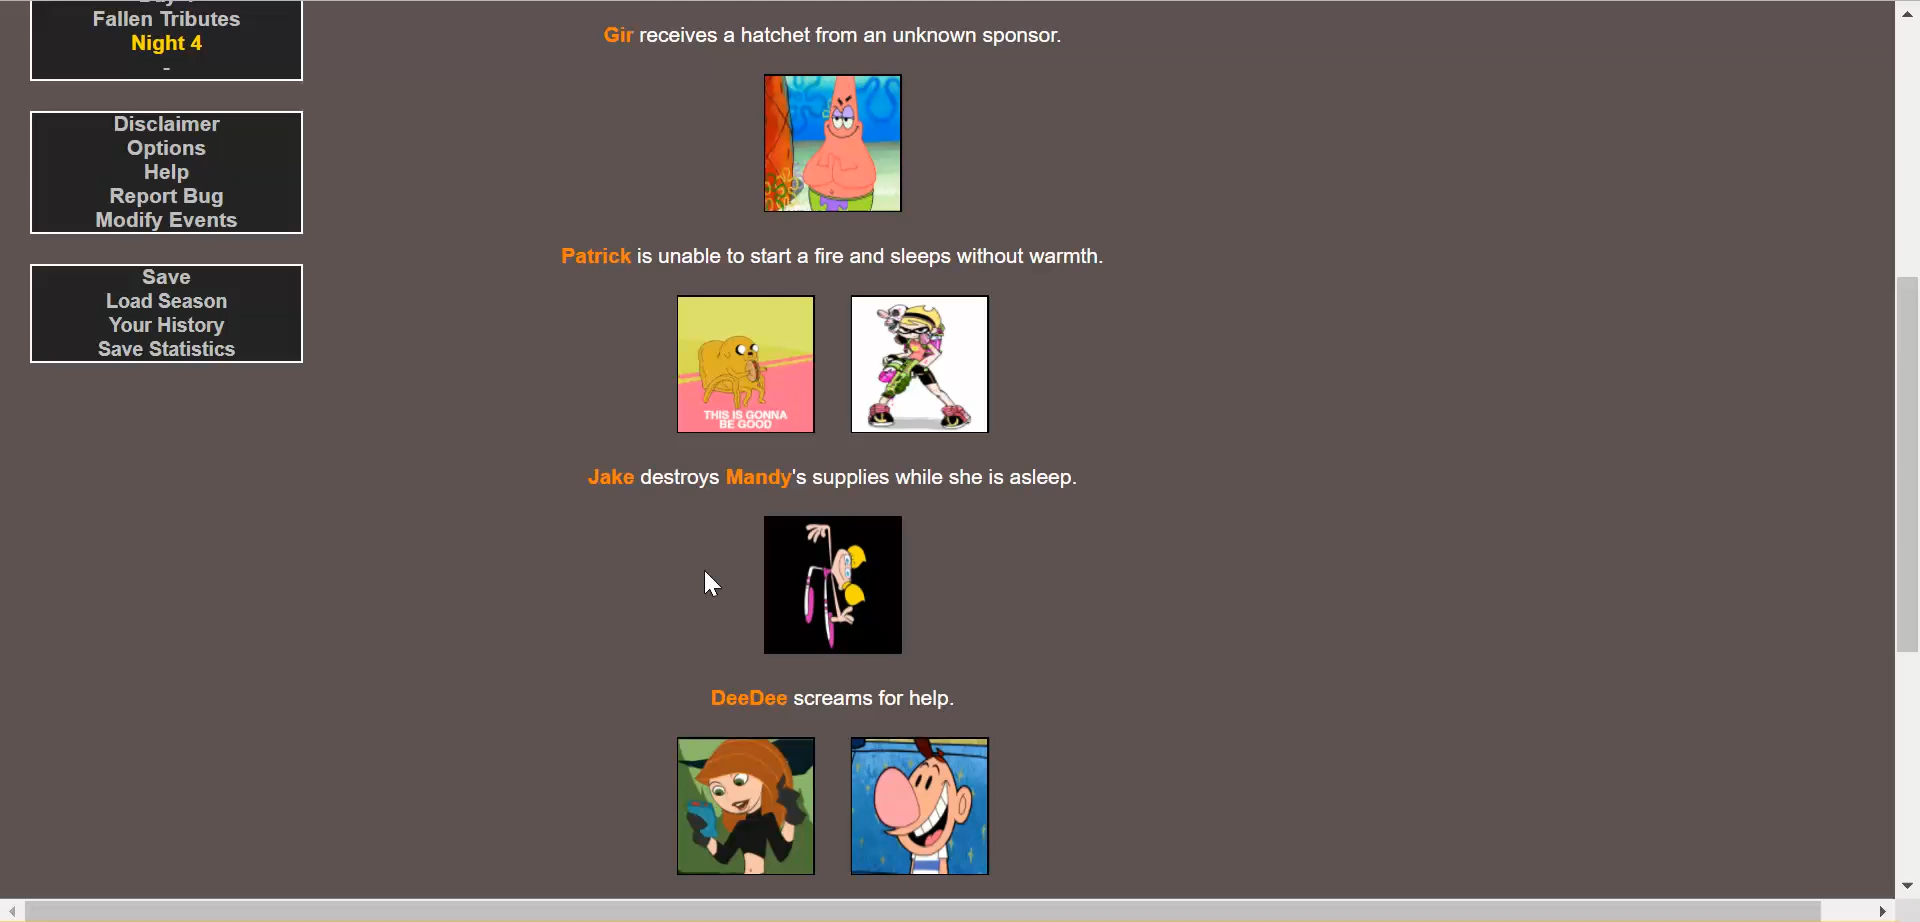 Fallen Tributes
Night 4
-
Disclaimer
Options
Help
Report Bug
Modify Events
Save
Load Season
Your History
Save Statistics
Gir receives a hatchet from an unknown sponsor.
Patrick is unable to start a fire and sleeps without warmth.
THIS IS GONNA
BE GOOD
Jake destroys Mandy's supplies while she is asleep.
DeeDee screams for help.